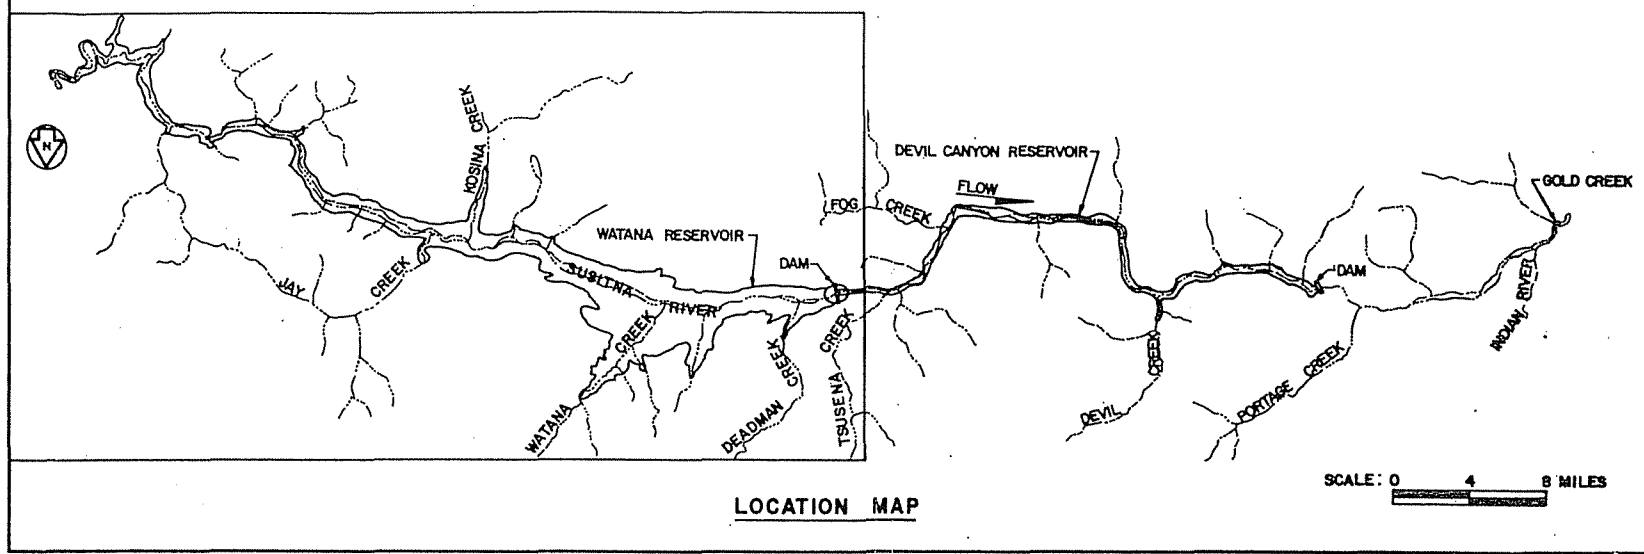 N
KOSINA CREEK
JAY CREEK
WATANA RESERVOIR
SUSITNA RIVER
DAM
WATANA CREEK
DEADMAN CREEK
TSUSENA CREEK
FOG CREEK
FLOW
DEVIL CANYON RESERVOIR
DEVIL CREEK
DAM
PORTAGE CREEK
INDIAN RIVER
GOLD CREEK
SCALE: 0 4 8 MILES
LOCATION MAP